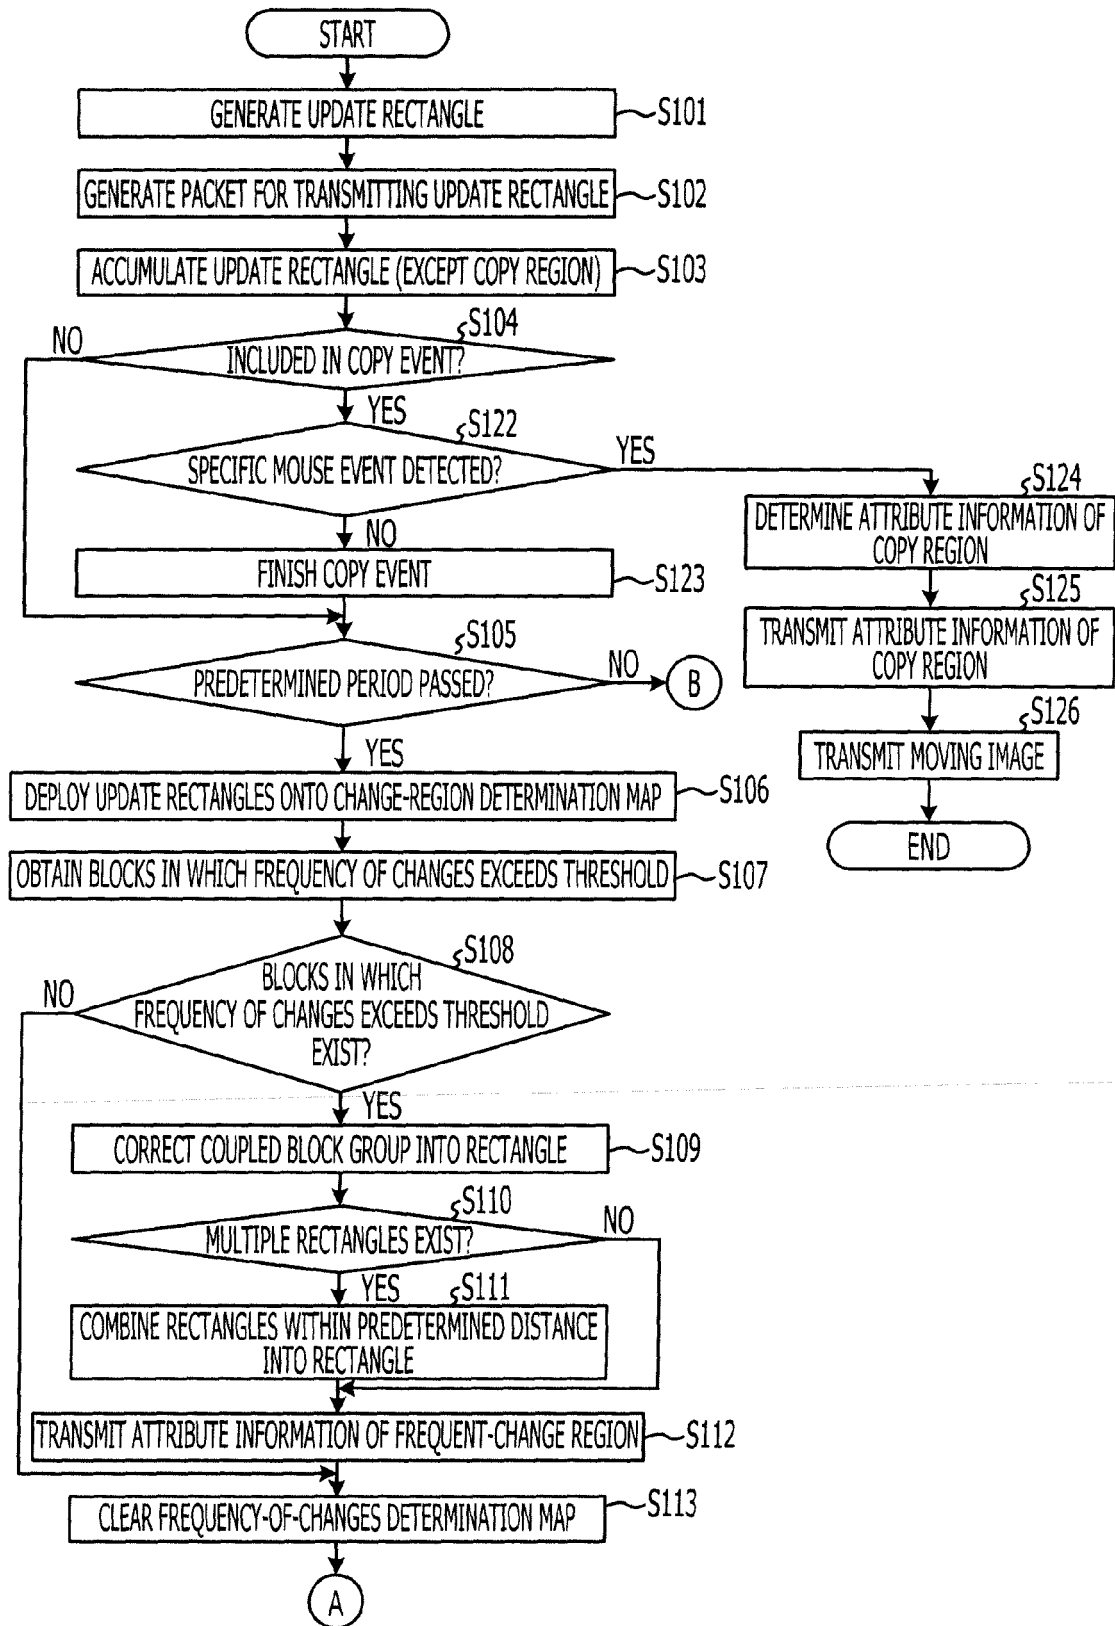 START
GENERATE UPDATE RECTANGLE
S101
GENERATE PACKET FOR TRANSMITTING UPDATE RECTANGLE
S102
ACCUMULATE UPDATE RECTANGLE (EXCEPT COPY REGION)
S103
S104
NO
INCLUDED IN COPY EVENT?
YES
S122
SPECIFIC MOUSE EVENT DETECTED?
YES
NO
FINISH COPY EVENT
S123
S124
DETERMINE ATTRIBUTE INFORMATION OF
COPY REGION
S125
TRANSMIT ATTRIBUTE INFORMATION OF
COPY REGION
S126
TRANSMIT MOVING IMAGE
END
S105
PREDETERMINED PERIOD PASSED?
NO
B
YES
DEPLOY UPDATE RECTANGLES ONTO CHANGE-REGION DETERMINATION MAP
S106
OBTAIN BLOCKS IN WHICH FREQUENCY OF CHANGES EXCEEDS THRESHOLD
S107
S108
NO
BLOCKS IN WHICH
FREQUENCY OF CHANGES EXCEEDS THRESHOLD
EXIST?
YES
CORRECT COUPLED BLOCK GROUP INTO RECTANGLE
S109
S110
MULTIPLE RECTANGLES EXIST?
NO
YES
S111
COMBINE RECTANGLES WITHIN PREDETERMINED DISTANCE
INTO RECTANGLE
TRANSMIT ATTRIBUTE INFORMATION OF FREQUENT-CHANGE REGION
S112
CLEAR FREQUENCY-OF-CHANGES DETERMINATION MAP
S113
A